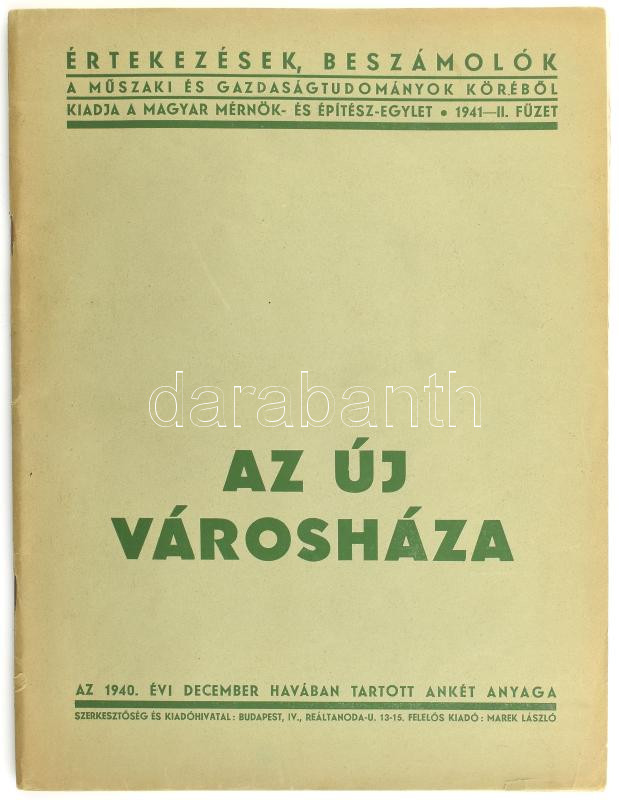 ÉRTEKEZÉSEK, BESZÁMOLÓK
A MŰSZAKI ÉS GAZDASÁGTUDOMÁNYOK KÖRÉBŐL
KIADJA A MAGYAR MÉRNÖK- ÉS ÉPÍTÉSZ-EGYLET • 1941—II. FÜZET
darabanth
AZ ÚJ
VÁROSHÁZA
AZ 1940. ÉVI DECEMBER HAVÁBAN TARTOTT ANKÉT ANYAGA
SZERKESZTŐSÉG ÉS KIADÓHIVATAL: BUDAPEST, IV., REÁLTANODA-U. 13-15. FELELŐS KIADÓ: MAREK LÁSZLÓ